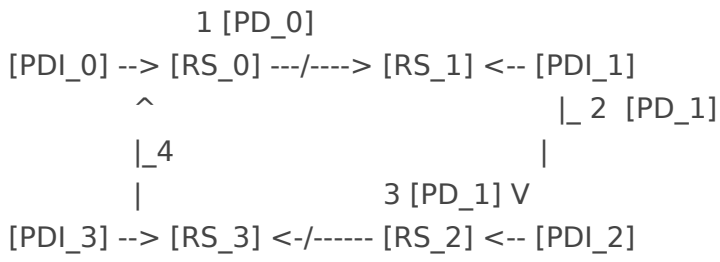 1 [PD_0]
[PDI_0] --> [RS_0] ---/----> [RS_1] <-- [PDI_1]
^ |_ 2 [PD_1]
|_4 |
| 3 [PD_1] V
[PDI_3] --> [RS_3] <-/------ [RS_2] <-- [PDI_2]